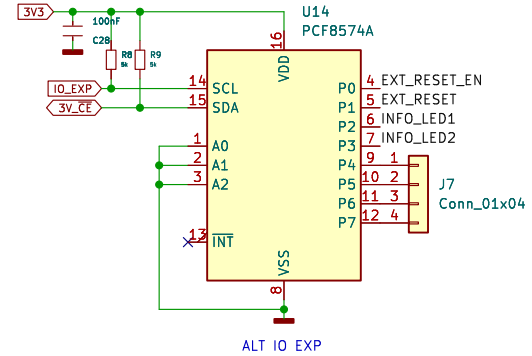 3V3
100nF
C28
R8
5k
R9
5k
U14
PCF8574A
16
VDD
IO_EXP
3V_CE
14
SCL
15
SDA
1
A0
2
A1
3
A2
13
INT
P0
4
EXT_RESET_EN
P1
5
EXT_RESET
P2
6
INFO_LED1
P3
7
INFO_LED2
P4
9
1
P5
10
2
P6
11
3
P7
12
4
J7
Conn_01x04
VSS
8
ALT IO EXP